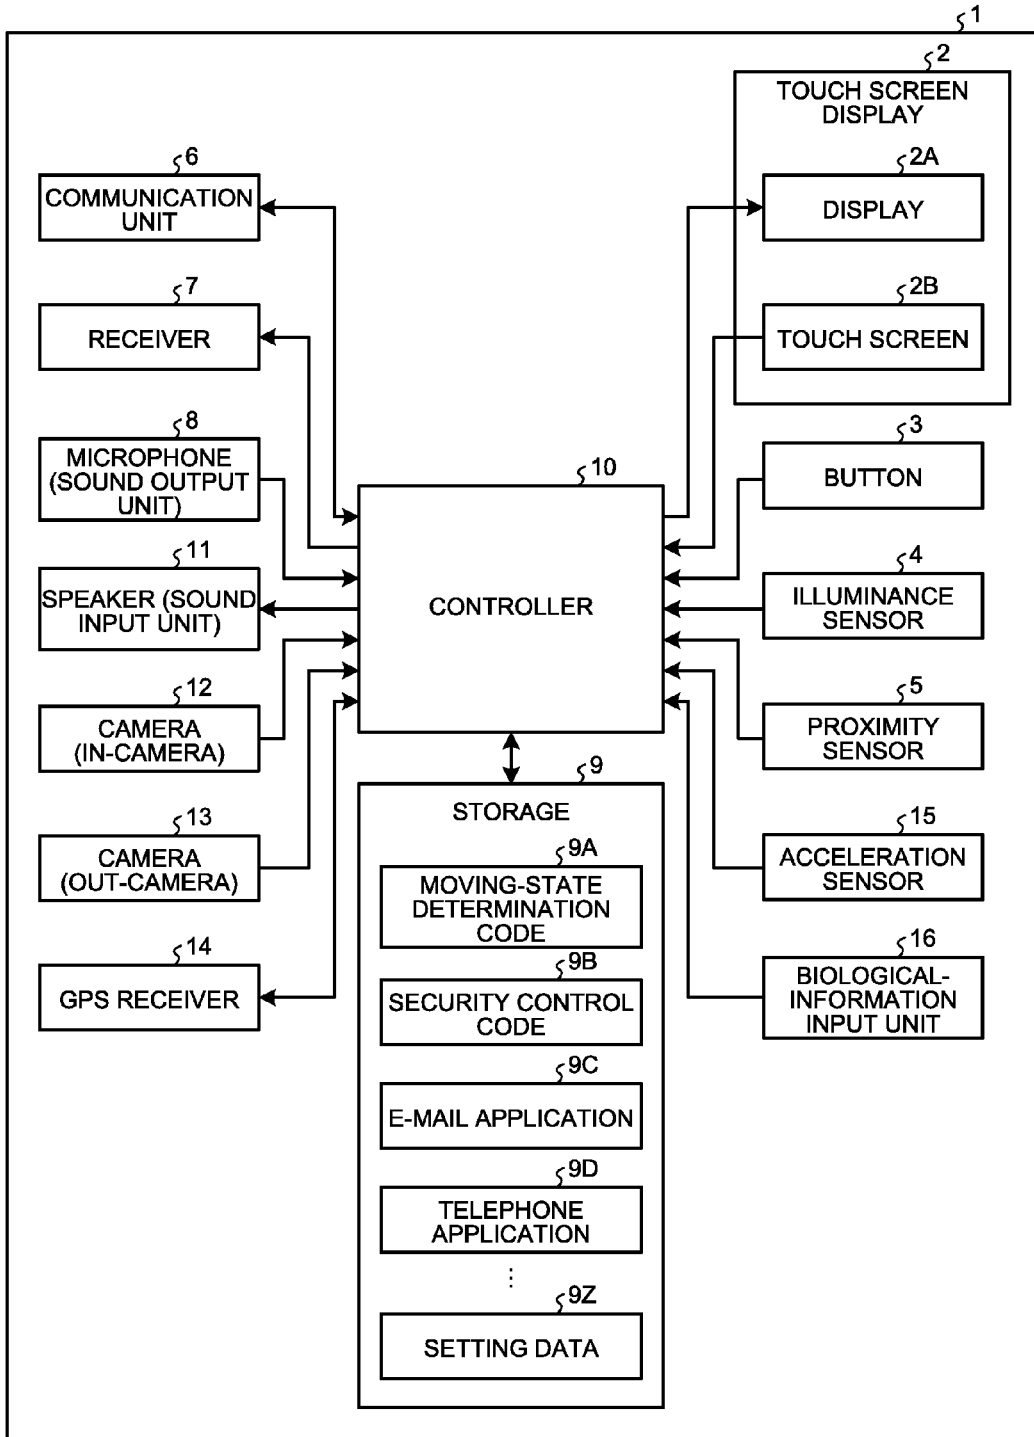 1
2
TOUCH SCREEN
DISPLAY
2A
DISPLAY
2B
TOUCH SCREEN
6
COMMUNICATION
UNIT
7
RECEIVER
8
MICROPHONE
(SOUND OUTPUT
UNIT)
11
SPEAKER (SOUND
INPUT UNIT)
12
CAMERA
(IN-CAMERA)
13
CAMERA
(OUT-CAMERA)
14
GPS RECEIVER
10
CONTROLLER
3
BUTTON
4
ILLUMINANCE
SENSOR
5
PROXIMITY
SENSOR
15
ACCELERATION
SENSOR
16
BIOLOGICAL-
INFORMATION
INPUT UNIT
9
STORAGE
9A
MOVING-STATE
DETERMINATION
CODE
9B
SECURITY CONTROL
CODE
9C
E-MAIL APPLICATION
9D
TELEPHONE
APPLICATION
⋮
9Z
SETTING DATA